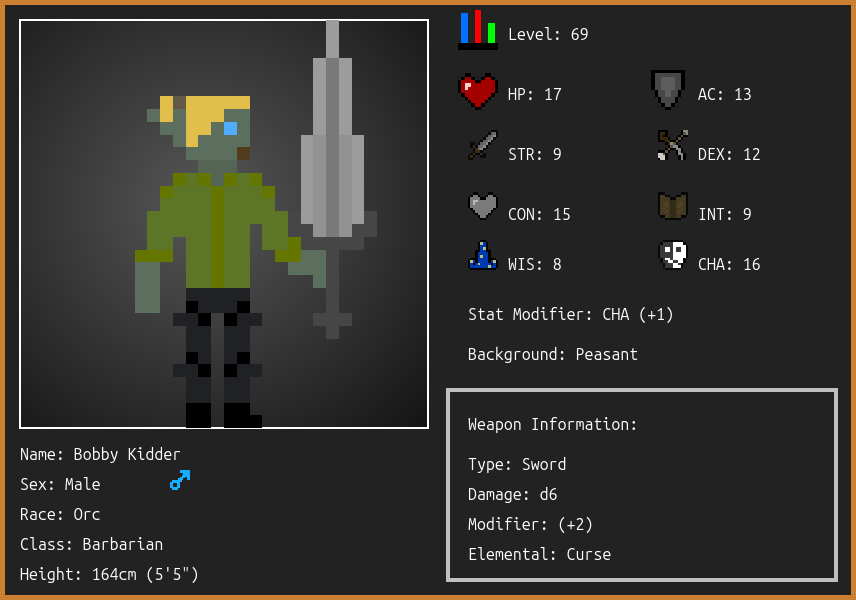 Level: 69
HP: 17
AC: 13
STR: 9
DEX: 12
CON: 15
INT: 9
WIS: 8
CHA: 16
Stat Modifier: CHA (+1)
Background: Peasant
Weapon Information:
Type: Sword
Damage: d6
Modifier: (+2)
Elemental: Curse
Name: Bobby Kidder
Sex: Male
Race: Orc
Class: Barbarian
Height: 164cm (5'5")